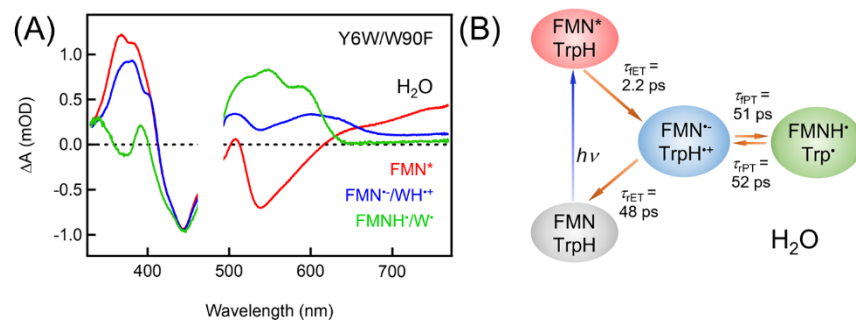 (A)
Y6W/W90F
H₂O
1.0
0.5
0.0
-0.5
-1.0
ΔA (mOD)
FMN*
FMN•-/WH•+
FMNH•/W•
400
500
600
700
Wavelength (nm)
(B)
FMN*
TrpH
τfET =
2.2 ps
hν
FMN•-
TrpH•+
τfPT =
51 ps
τrPT =
52 ps
FMNH•
Trp•
τrET =
48 ps
FMN
TrpH
H₂O